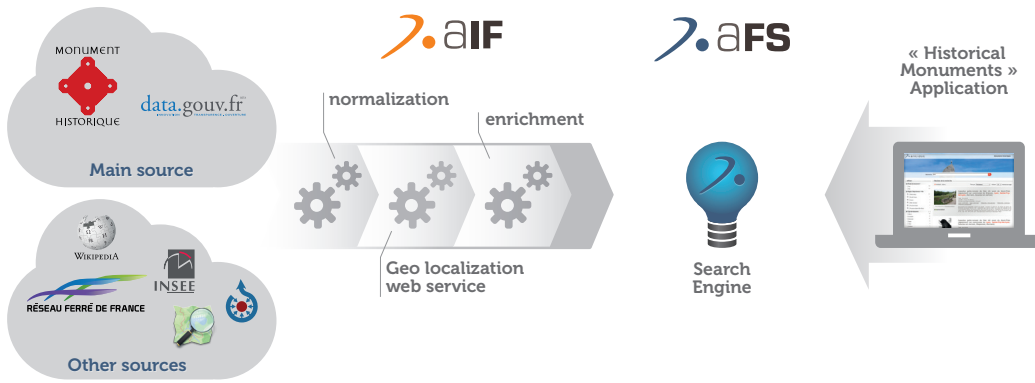 MONUMENT
HISTORIQUE
data.gouv.fr
Main source
WIKIPEDIA
INSEE
RÉSEAU FERRÉ DE FRANCE
Other sources
aIF
normalization
enrichment
Geo localization
web service
aFS
Search
Engine
« Historical
Monuments »
Application